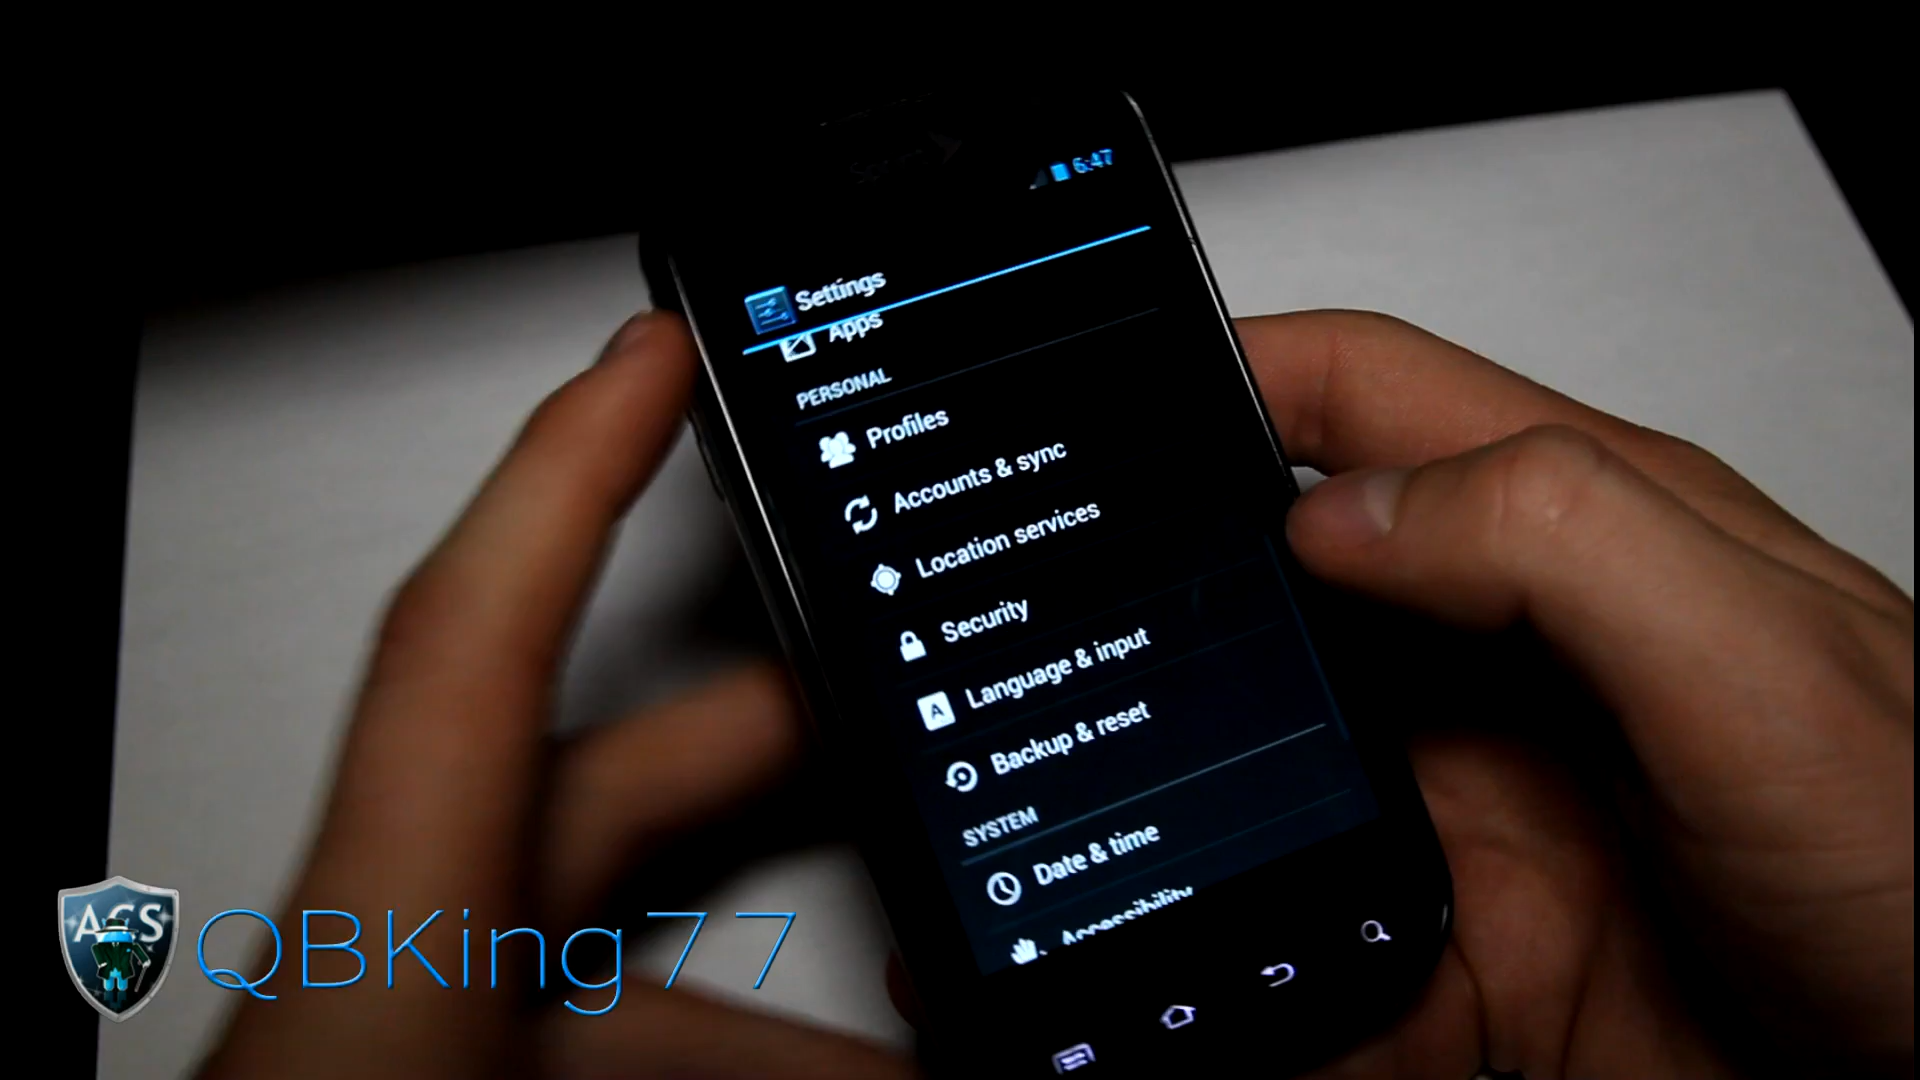 6:47
Settings
Apps
PERSONAL
Profiles
Accounts & sync
Location services
Security
Language & input
A
Backup & reset
SYSTEM
Date & time
Accessibility
ACS
QBKing77